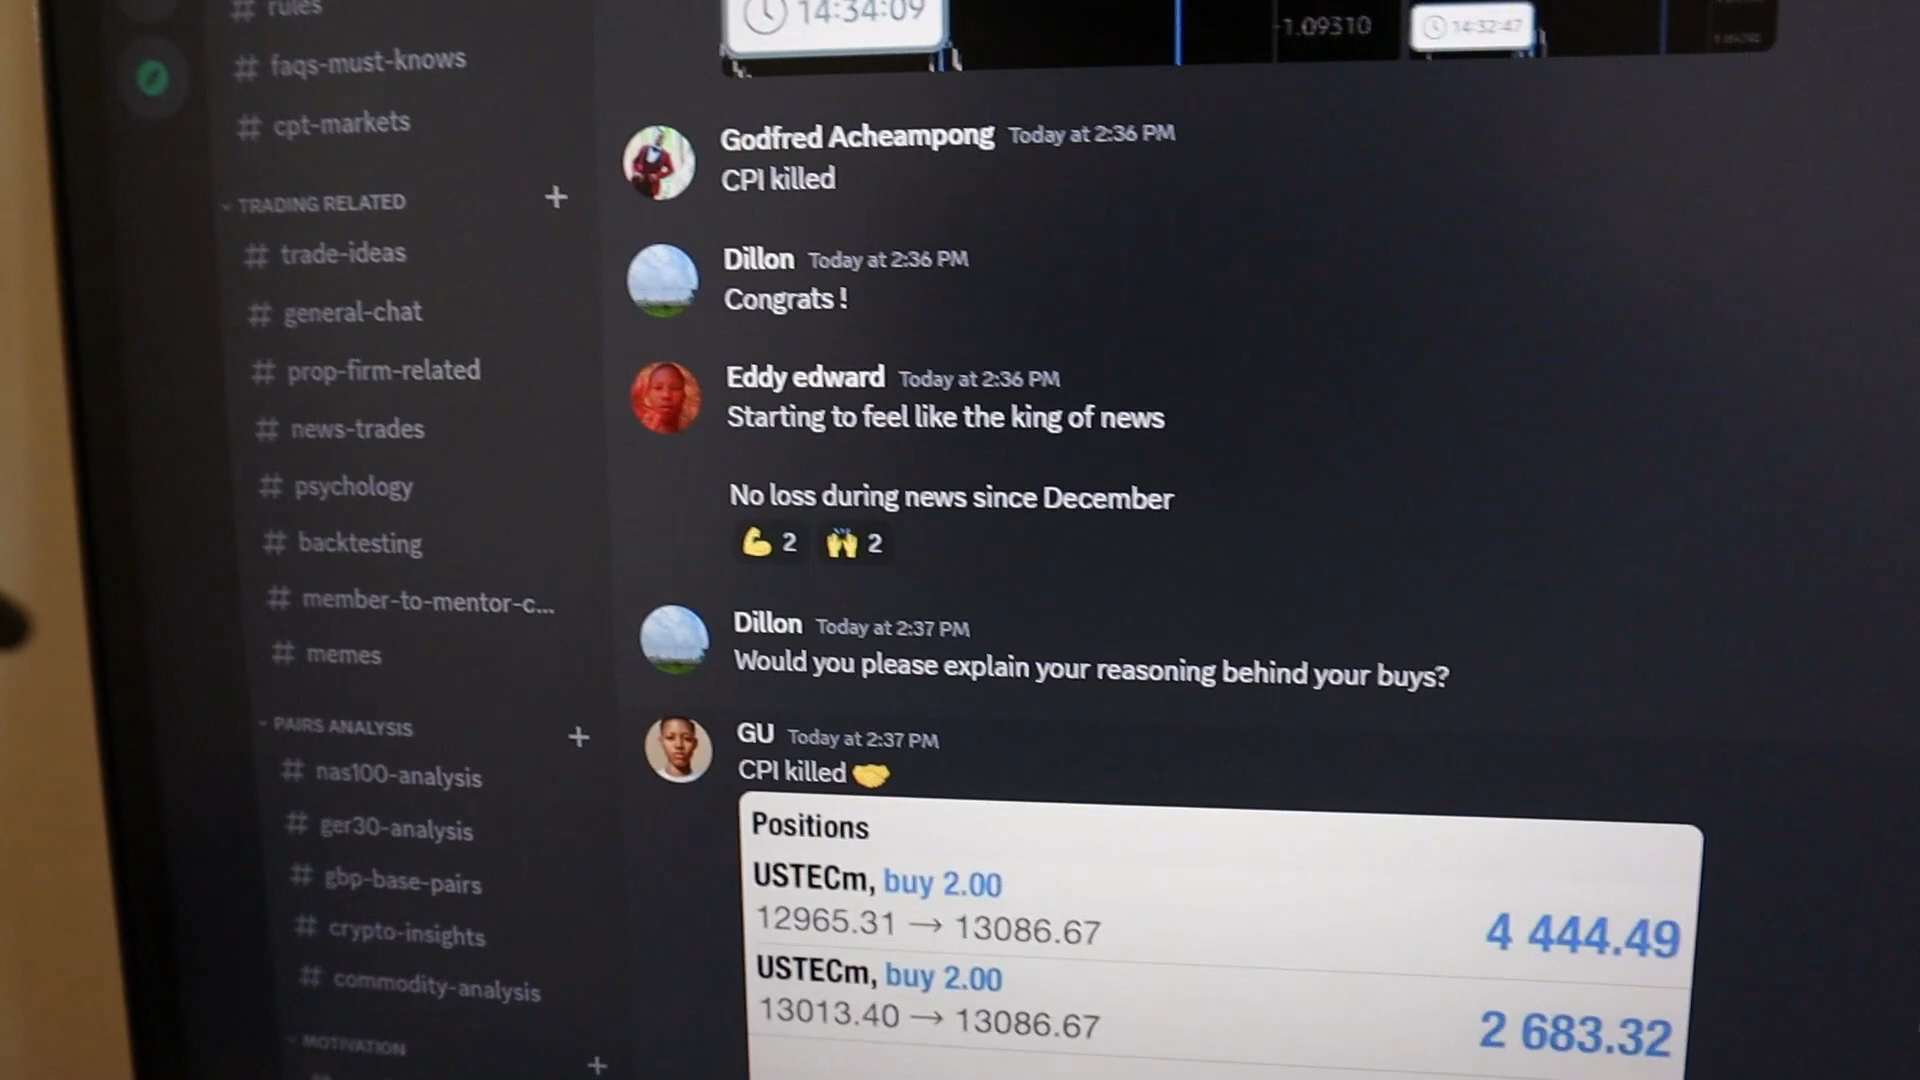 rules
faqs-must-knows
cpt-markets
TRADING RELATED
trade-ideas
general-chat
prop-firm-related
news-trades
psychology
backtesting
member-to-mentor-c...
memes
PAIRS ANALYSIS
nas100-analysis
ger30-analysis
gbp-base-pairs
crypto-insights
commodity-analysis
MOTIVATION
14:34:09
1.09310
14:32:47
Godfred Acheampong Today at 2:36 PM
CPI killed
Dillon Today at 2:36 PM
Congrats !
Eddy edward Today at 2:36 PM
Starting to feel like the king of news
No loss during news since December
💪 2 🙌 2
Dillon Today at 2:37 PM
Would you please explain your reasoning behind your buys?
GU Today at 2:37 PM
CPI killed 🤝
Positions
USTECm, buy 2.00
12965.31 → 13086.67 4 444.49
USTECm, buy 2.00
13013.40 → 13086.67 2 683.32